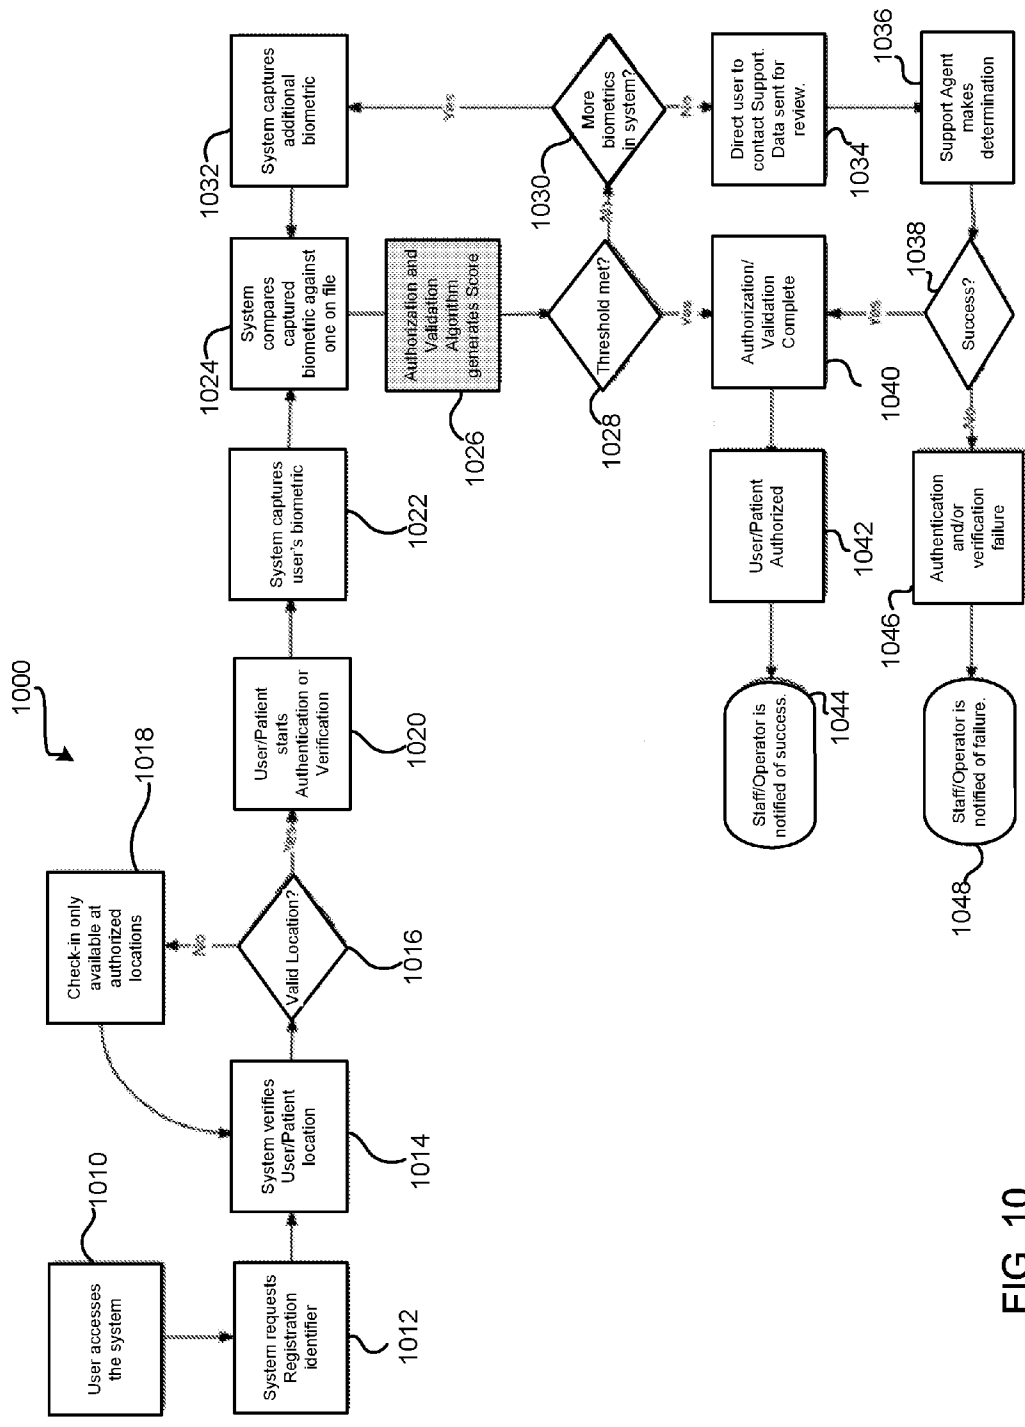 1000
User accesses
the system
1010
System requests
Registration
identifier
1012
System verifies
User/Patient
location
1014
Valid Location?
1016
No
Yes
Check-in only
available at
authorized
locations
1018
User/Patient
starts
Authentication or
Verification
1020
System captures
user's biometric
1022
System
compares
captured
biometric against
one on file
1024
System captures
additional
biometric
1032
Authorization and
Validation
Algorithm
generates Score
1026
Threshold met?
1028
No
Yes
More
biometrics
in system?
1030
Yes
No
Direct user to
contact Support.
Data sent for
review.
1034
Support Agent
makes
determination
1036
Success?
1038
Yes
No
Authorization/
Validation
Complete
1040
User/Patient
Authorized
1042
Staff/Operator is
notified of success.
1044
Authentication
and/or
verification
failure
1046
Staff/Operator is
notified of failure.
1048
FIG. 10